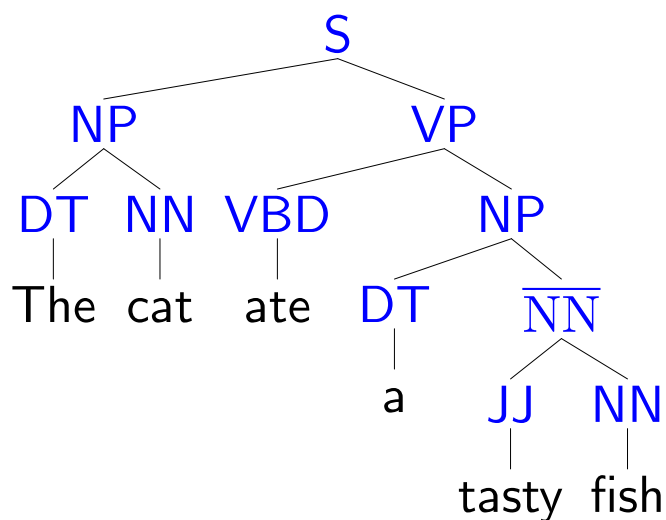 S
NP VP
DT NN VBD NP
The cat ate DT N̅N̅
a JJ NN
tasty fish